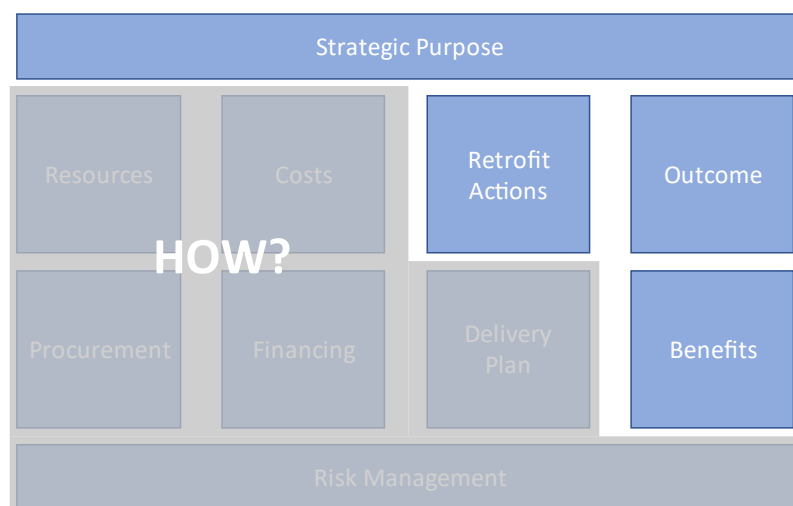 Strategic Purpose
Resources
Costs
Retrofit
Actions
Outcome
HOW?
Procurement
Financing
Delivery
Plan
Benefits
Risk Management